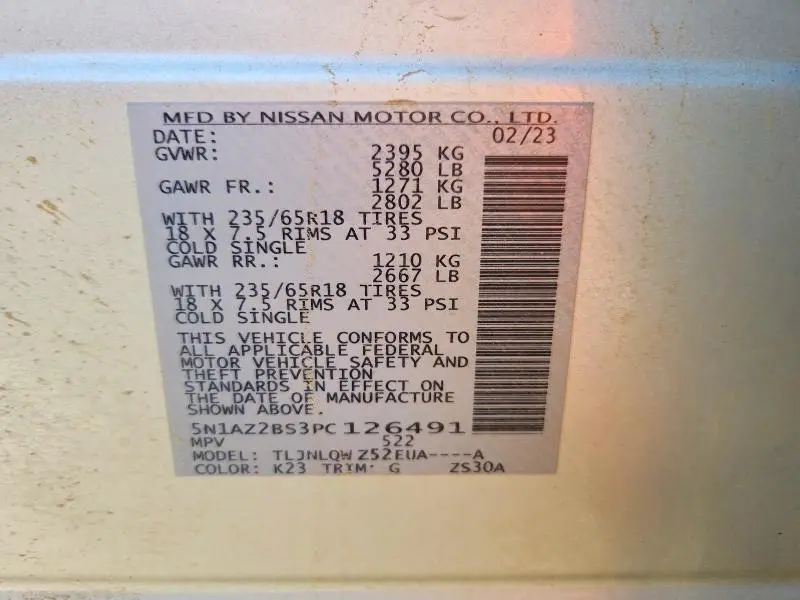 MFD BY NISSAN MOTOR CO., LTD.
DATE: 02/23
GVWR: 2395 KG
5280 LB
GAWR FR.: 1271 KG
2802 LB
WITH 235/65R18 TIRES
18 X 7.5 RIMS AT 33 PSI
COLD SINGLE
GAWR RR.: 1210 KG
2667 LB
WITH 235/65R18 TIRES
18 X 7.5 RIMS AT 33 PSI
COLD SINGLE
THIS VEHICLE CONFORMS TO
ALL APPLICABLE FEDERAL
MOTOR VEHICLE SAFETY AND
THEFT PREVENTION
STANDARDS IN EFFECT ON
THE DATE OF MANUFACTURE
SHOWN ABOVE.
5N1AZ2BS3PC126491
MPV 522
MODEL: TLJNLQW Z52EUA----A
COLOR: K23 TRIM: G ZS30A